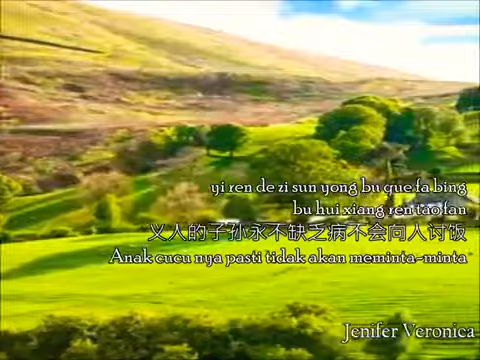 yi ren de zi sun yong bu que fa bing
bu hui xiang ren tao fan
义人的子孙永不缺乏病不会向人讨饭
Anak cucu nya pasti tidak akan meminta-minta
Jenifer Veronica